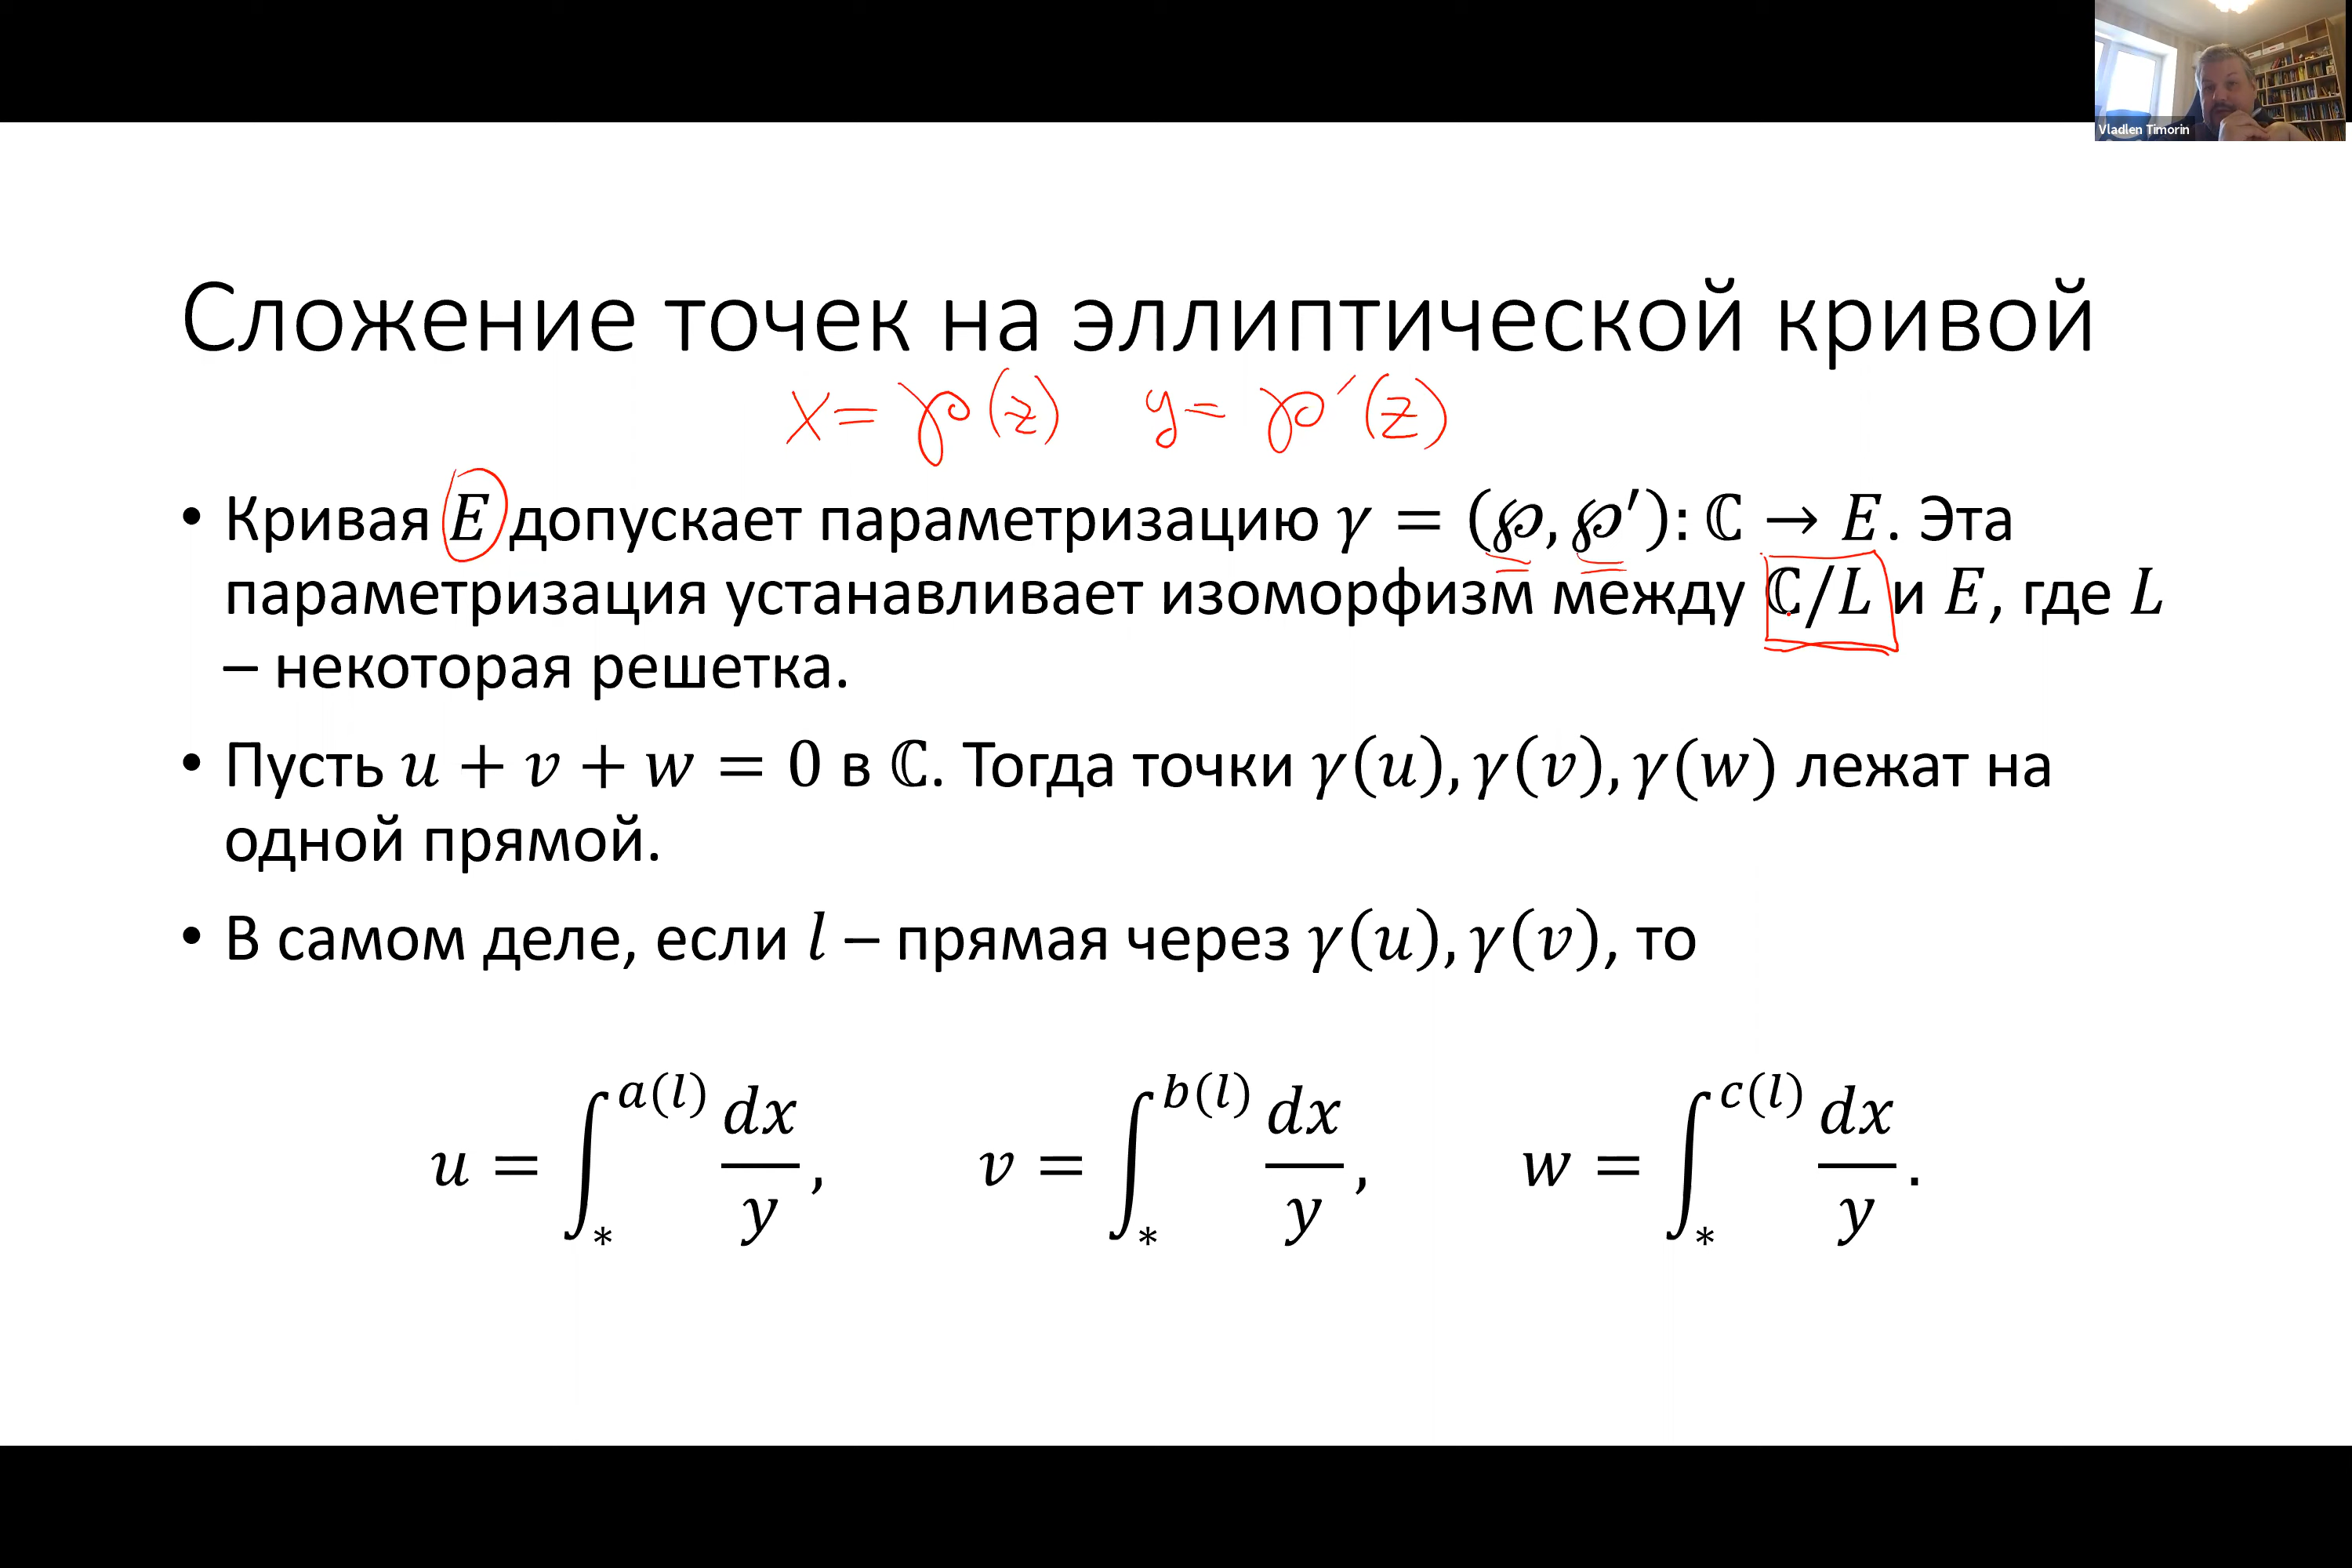 Vladlen Timorin
Сложение точек на эллиптической кривой
x = ℘(z) y = ℘′(z)
• Кривая E допускает параметризацию γ = (℘, ℘′): ℂ → E. Эта
параметризация устанавливает изоморфизм между ℂ/L и E, где L
– некоторая решетка.
• Пусть u + v + w = 0 в ℂ. Тогда точки γ(u), γ(v), γ(w) лежат на
одной прямой.
• В самом деле, если l – прямая через γ(u), γ(v), то
u = ∫_*^{a(l)} dx/y, v = ∫_*^{b(l)} dx/y, w = ∫_*^{c(l)} dx/y.